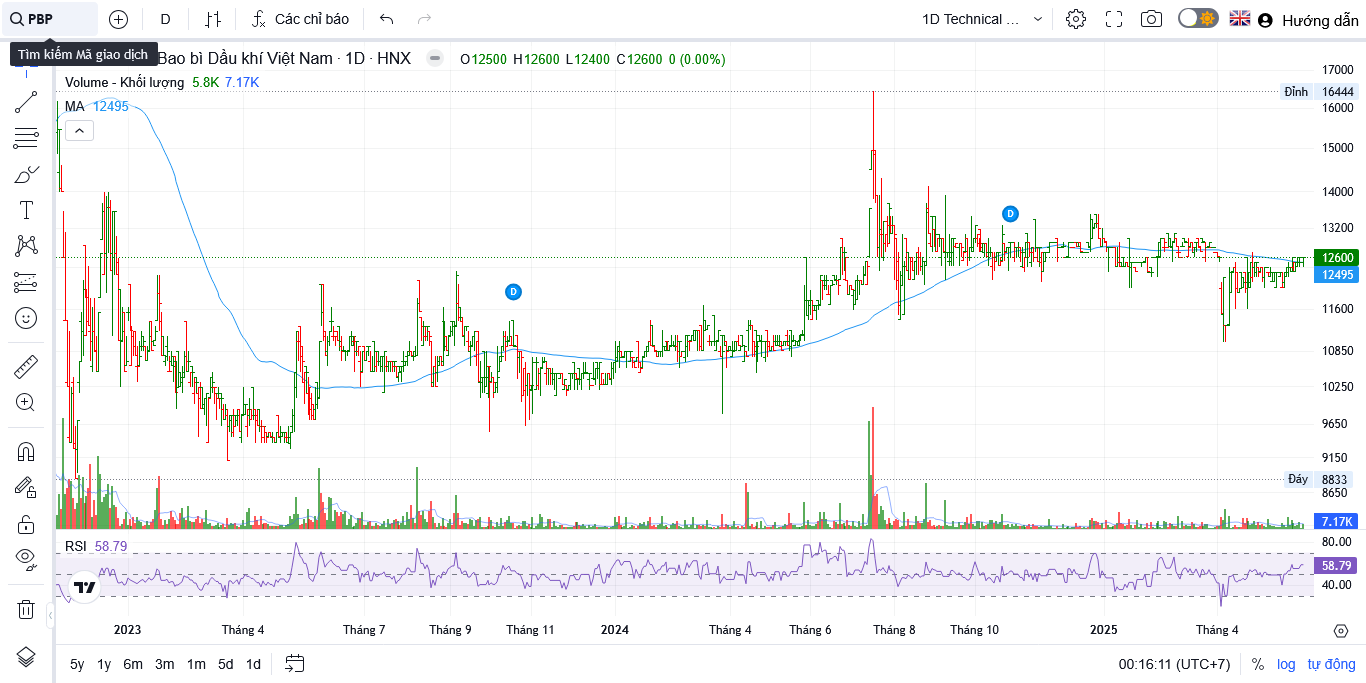 PBP
D
Các chỉ báo
1D Technical ...
Hướng dẫn
Tìm kiếm Mã giao dịch
Bao bì Dầu khí Việt Nam · 1D · HNX
O12500 H12600 L12400 C12600 0 (0.00%)
Volume - Khối lượng 5.8K 7.17K
MA 12495
17000
Đỉnh 16444
16000
15000
14000
13200
12600
12495
11600
10850
10250
9650
9150
Đáy 8833
8650
7.17K
D
D
RSI 58.79
80.00
58.79
40.00
2023 Tháng 4 Tháng 7 Tháng 9 Tháng 11 2024 Tháng 4 Tháng 6 Tháng 8 Tháng 10 2025 Tháng 4
5y 1y 6m 3m 1m 5d 1d
00:16:11 (UTC+7) % log tự động